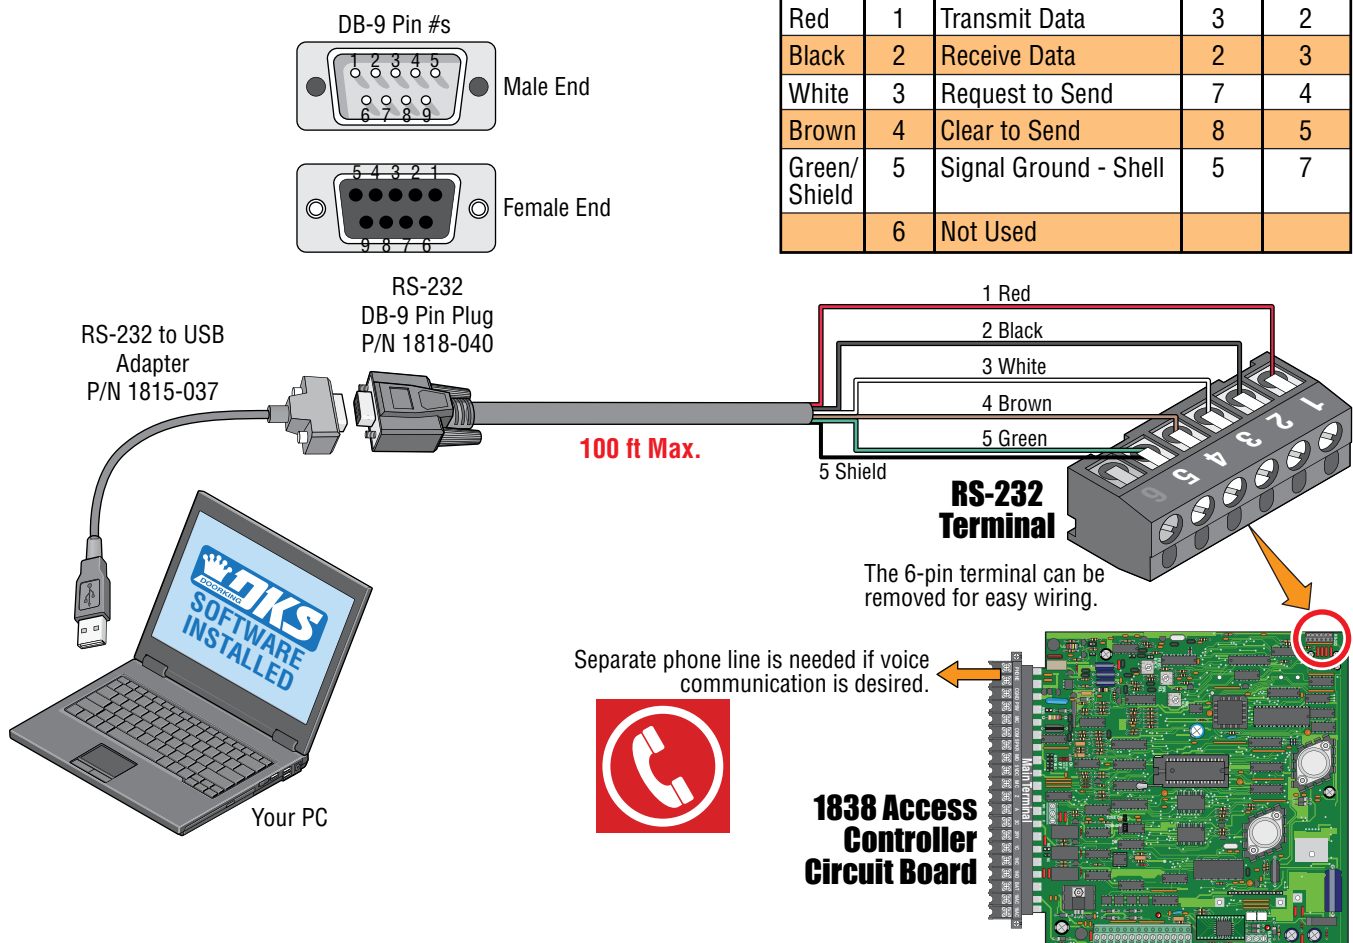 DB-9 Pin #s
1 2 3 4 5
6 7 8 9
Male End
5 4 3 2 1
9 8 7 6
Female End
Red 1 Transmit Data 3 2
Black 2 Receive Data 2 3
White 3 Request to Send 7 4
Brown 4 Clear to Send 8 5
Green/ 5 Signal Ground - Shell 5 7
Shield
6 Not Used
RS-232
DB-9 Pin Plug
P/N 1818-040
RS-232 to USB
Adapter
P/N 1815-037
100 ft Max.
1 Red
2 Black
3 White
4 Brown
5 Green
5 Shield
1 2 3 4 5 6
RS-232
Terminal
The 6-pin terminal can be
removed for easy wiring.
DKS
DOORKING
SOFTWARE
INSTALLED
Your PC
Separate phone line is needed if voice
communication is desired.
Main Terminal
1838 Access
Controller
Circuit Board